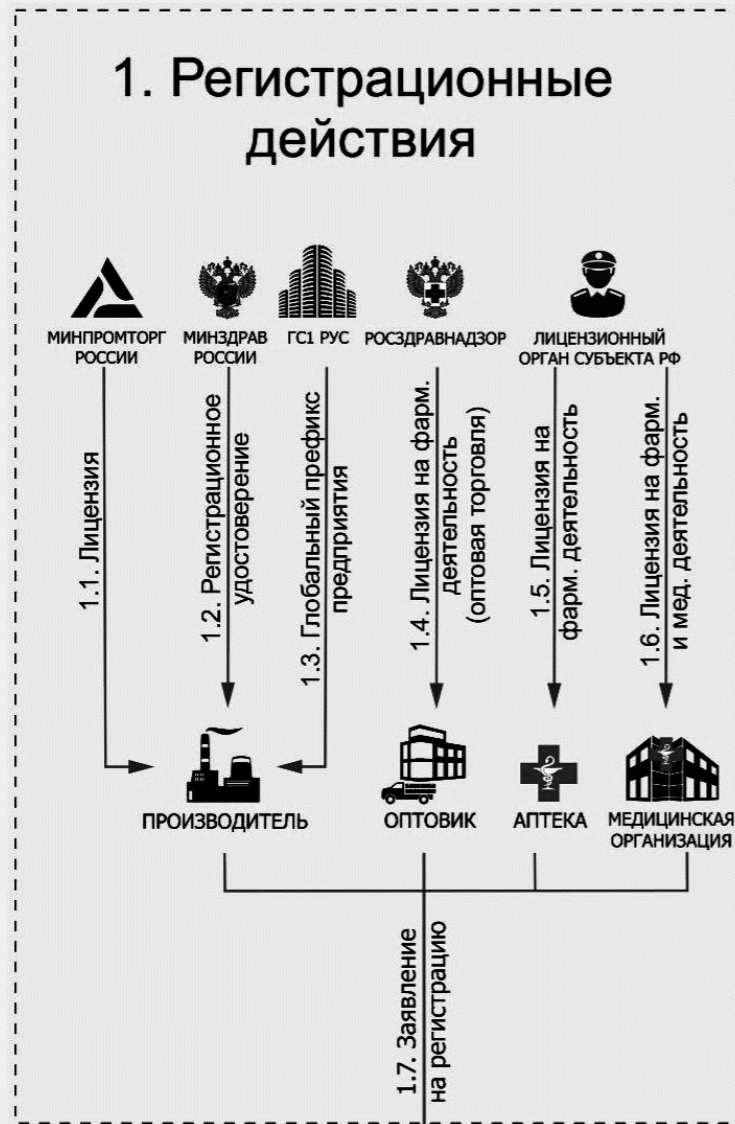 1. Регистрационные
действия
МИНПРОМТОРГ
РОССИИ
МИНЗДРАВ
РОССИИ
ГС1 РУС
РОСЗДРАВНАДЗОР
ЛИЦЕНЗИОННЫЙ
ОРГАН СУБЪЕКТА РФ
1.1. Лицензия
1.2. Регистрационное
удостоверение
1.3. Глобальный префикс
предприятия
1.4. Лицензия на фарм.
деятельность
(оптовая торговля)
1.5. Лицензия на
фарм. деятельность
1.6. Лицензия на фарм.
и мед. деятельность
ПРОИЗВОДИТЕЛЬ
ОПТОВИК
АПТЕКА
МЕДИЦИНСКАЯ
ОРГАНИЗАЦИЯ
1.7. Заявление
на регистрацию